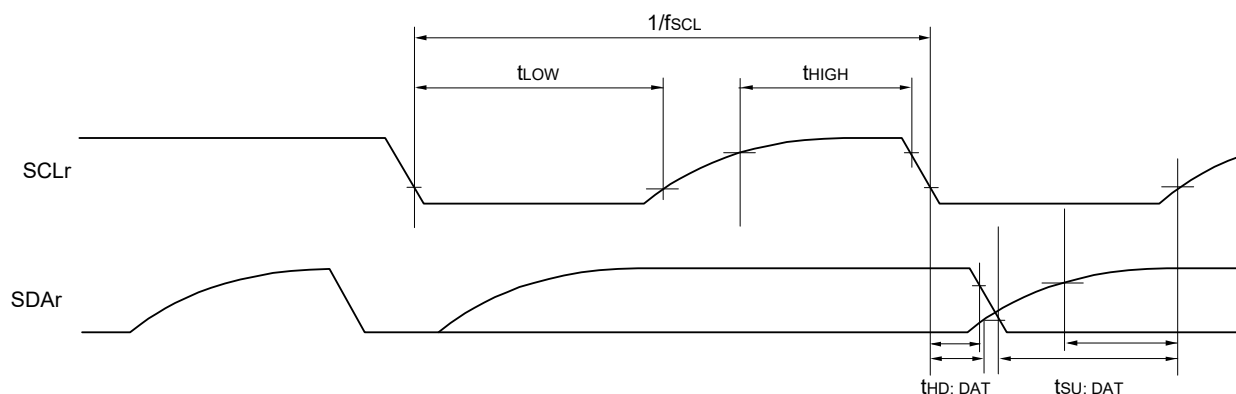 1/fSCL
tLOW
tHIGH
SCLr
SDAr
tHD: DAT
tSU: DAT